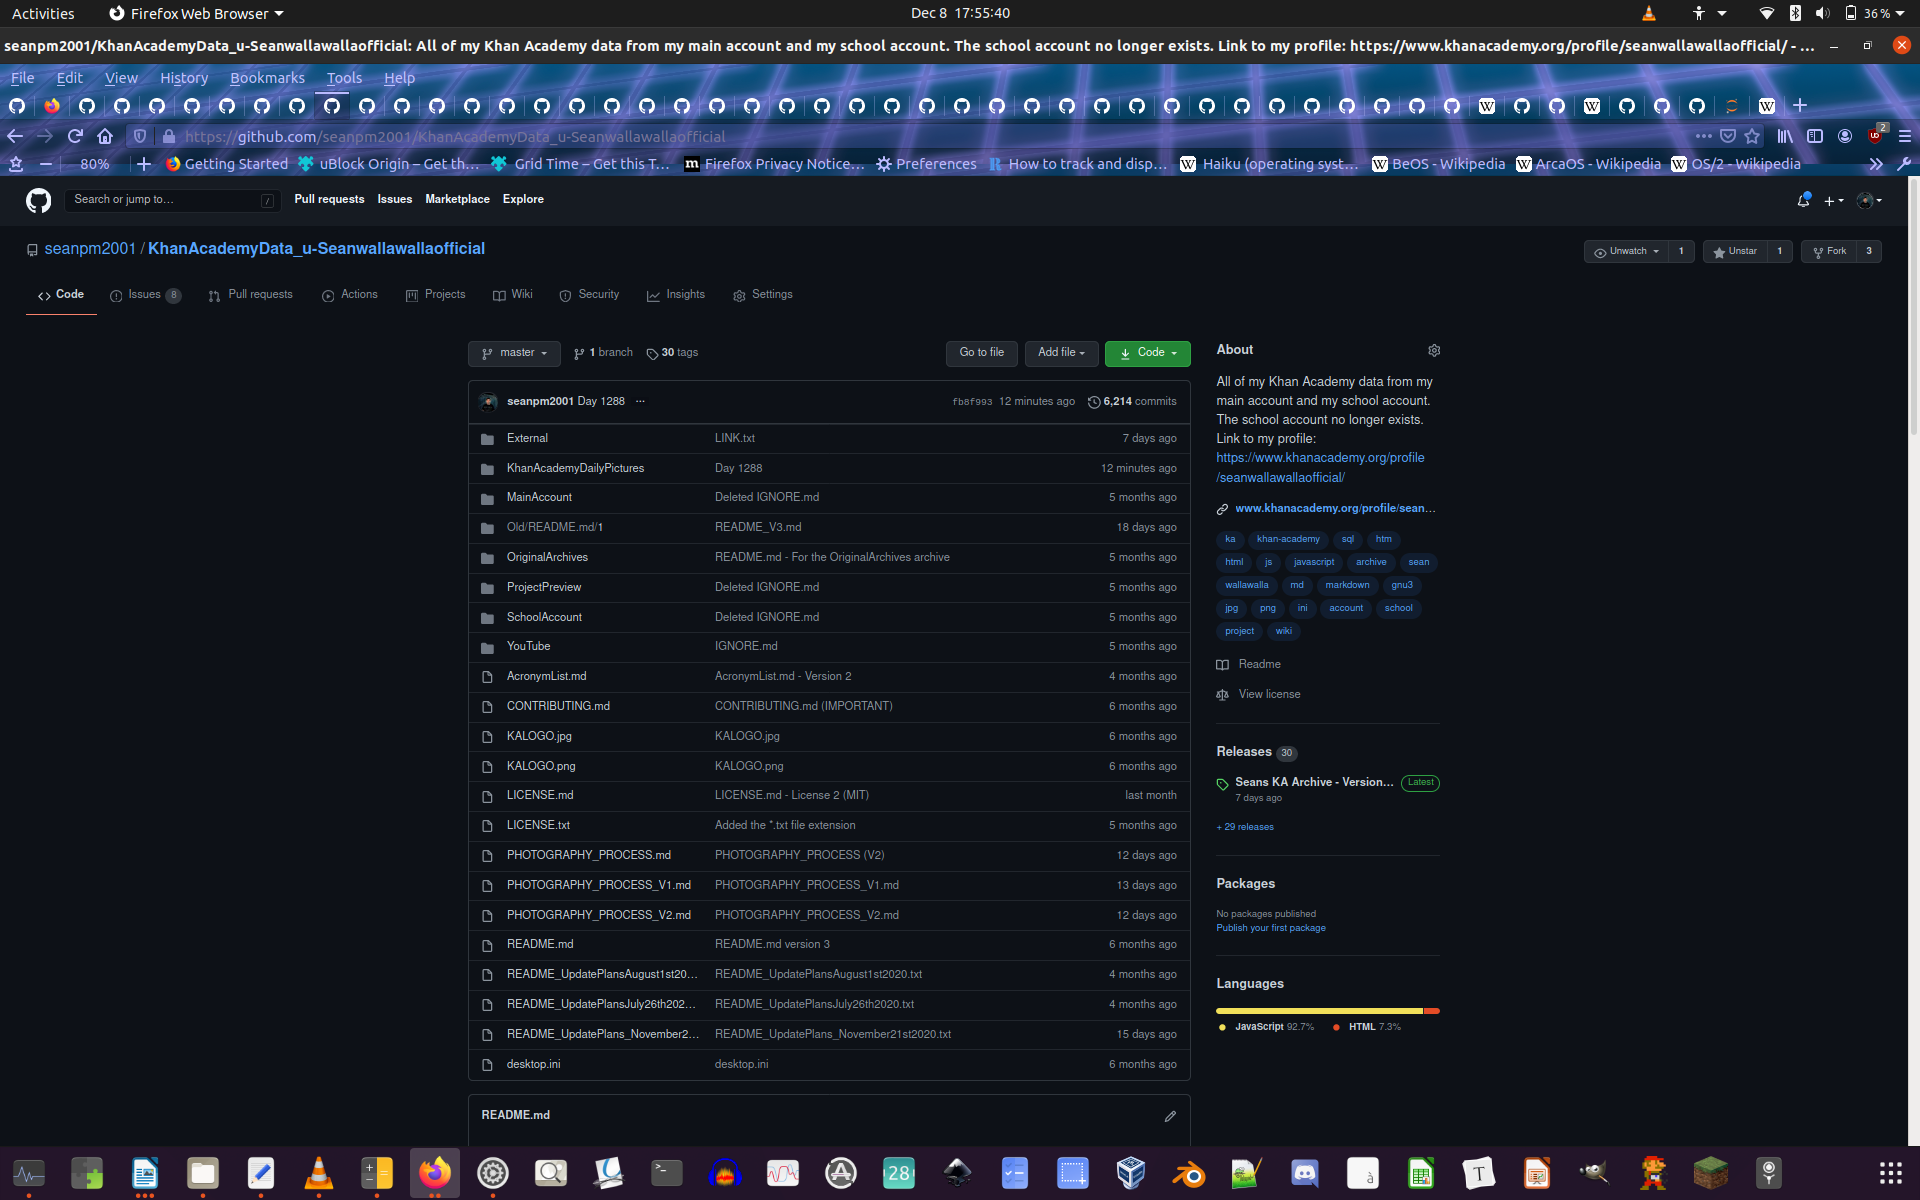 Activities
Firefox Web Browser
Dec 8 17:55:40
36 %
seanpm2001/KhanAcademyData_u-Seanwallawallaofficial: All of my Khan Academy data from my main account and my school account. The school account no longer exists. Link to my profile: https://www.khanacademy.org/profile/seanwallawallaofficial/ - ...
File Edit View History Bookmarks Tools Help
https://github.com/seanpm2001/KhanAcademyData_u-Seanwallawallaofficial
2
80%
Getting Started
uBlock Origin – Get th…
Grid Time – Get this T…
Firefox Privacy Notice…
Preferences
How to track and disp…
Haiku (operating syst…
BeOS - Wikipedia
ArcaOS - Wikipedia
OS/2 - Wikipedia
Search or jump to…
/
Pull requests Issues Marketplace Explore
seanpm2001 / KhanAcademyData_u-Seanwallawallaofficial
Unwatch 1
Unstar 1
Fork 3
Code
Issues 8
Pull requests
Actions
Projects
Wiki
Security
Insights
Settings
master
1 branch
30 tags
Go to file
Add file
Code
seanpm2001 Day 1288 ...
fb8f993 12 minutes ago 6,214 commits
External LINK.txt 7 days ago
KhanAcademyDailyPictures Day 1288 12 minutes ago
MainAccount Deleted IGNORE.md 5 months ago
Old/README.md/1 README_V3.md 18 days ago
OriginalArchives README.md - For the OriginalArchives archive 5 months ago
ProjectPreview Deleted IGNORE.md 5 months ago
SchoolAccount Deleted IGNORE.md 5 months ago
YouTube IGNORE.md 5 months ago
AcronymList.md AcronymList.md - Version 2 4 months ago
CONTRIBUTING.md CONTRIBUTING.md (IMPORTANT) 6 months ago
KALOGO.jpg KALOGO.jpg 6 months ago
KALOGO.png KALOGO.png 6 months ago
LICENSE.md LICENSE.md - License 2 (MIT) last month
LICENSE.txt Added the *.txt file extension 5 months ago
PHOTOGRAPHY_PROCESS.md PHOTOGRAPHY_PROCESS (V2) 12 days ago
PHOTOGRAPHY_PROCESS_V1.md PHOTOGRAPHY_PROCESS_V1.md 13 days ago
PHOTOGRAPHY_PROCESS_V2.md PHOTOGRAPHY_PROCESS_V2.md 12 days ago
README.md README.md version 3 6 months ago
README_UpdatePlansAugust1st20… README_UpdatePlansAugust1st2020.txt 4 months ago
README_UpdatePlansJuly26th202… README_UpdatePlansJuly26th2020.txt 4 months ago
README_UpdatePlans_November2… README_UpdatePlans_November21st2020.txt 15 days ago
desktop.ini desktop.ini 6 months ago
README.md
About
All of my Khan Academy data from my
main account and my school account.
The school account no longer exists.
Link to my profile:
https://www.khanacademy.org/profile
/seanwallawallaofficial/
www.khanacademy.org/profile/sean…
ka khan-academy sql htm
html js javascript archive sean
wallawalla md markdown gnu3
jpg png ini account school
project wiki
Readme
View license
Releases 30
Seans KA Archive - Version… Latest
7 days ago
+ 29 releases
Packages
No packages published
Publish your first package
Languages
JavaScript 92.7% HTML 7.3%
28